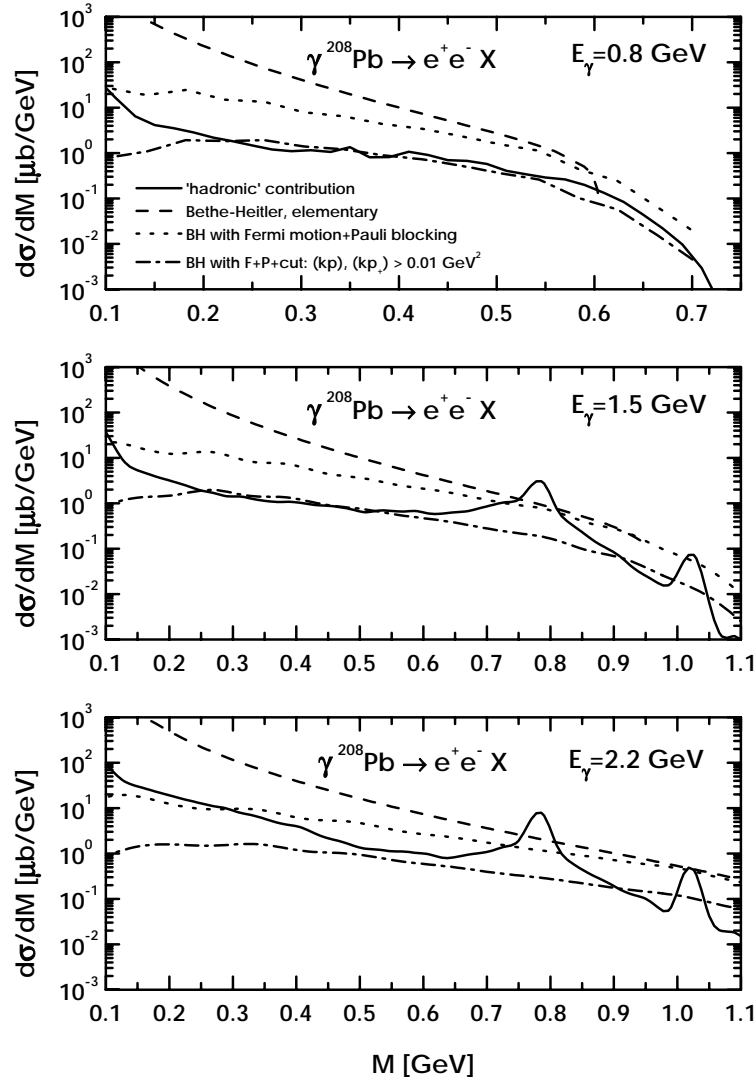 10³
10²
10¹
10⁰
10⁻¹
10⁻²
10⁻³
dσ/dM [μb/GeV]
γ ²⁰⁸Pb → e⁺e⁻ X
E_γ=0.8 GeV
'hadronic' contribution
Bethe-Heitler, elementary
BH with Fermi motion+Pauli blocking
BH with F+P+cut: (kp), (kp₊) > 0.01 GeV²
0.1 0.2 0.3 0.4 0.5 0.6 0.7
10³
10²
10¹
10⁰
10⁻¹
10⁻²
10⁻³
dσ/dM [μb/GeV]
γ ²⁰⁸Pb → e⁺e⁻ X
E_γ=1.5 GeV
0.1 0.2 0.3 0.4 0.5 0.6 0.7 0.8 0.9 1.0 1.1
10³
10²
10¹
10⁰
10⁻¹
10⁻²
10⁻³
dσ/dM [μb/GeV]
γ ²⁰⁸Pb → e⁺e⁻ X
E_γ=2.2 GeV
0.1 0.2 0.3 0.4 0.5 0.6 0.7 0.8 0.9 1.0 1.1
M [GeV]